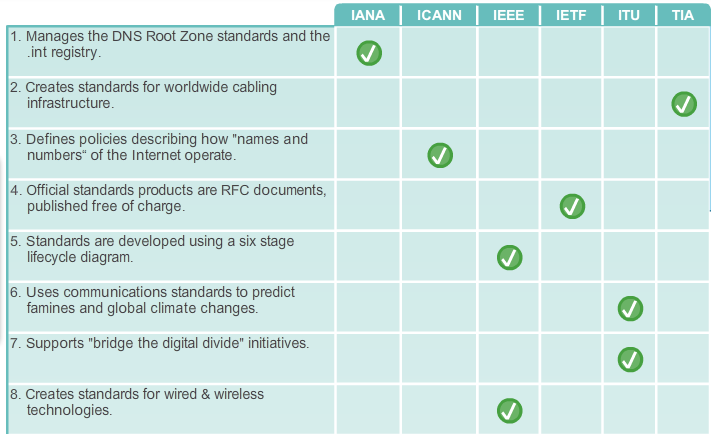 IANA ICANN IEEE IETF ITU TIA
1. Manages the DNS Root Zone standards and the
.int registry.
2. Creates standards for worldwide cabling
infrastructure.
3. Defines policies describing how "names and
numbers“ of the Internet operate.
4. Official standards products are RFC documents,
published free of charge.
5. Standards are developed using a six stage
lifecycle diagram.
6. Uses communications standards to predict
famines and global climate changes.
7. Supports "bridge the digital divide" initiatives.
8. Creates standards for wired & wireless
technologies.